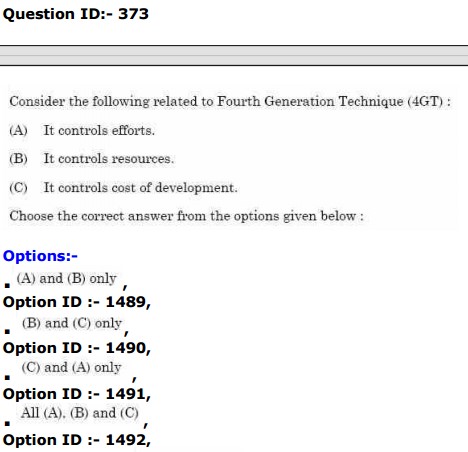 Question ID:- 373
Consider the following related to Fourth Generation Technique (4GT) :
(A) It controls efforts.
(B) It controls resources.
(C) It controls cost of development.
Choose the correct answer from the options given below :
Options:-
(A) and (B) only ,
Option ID :- 1489,
(B) and (C) only ,
Option ID :- 1490,
(C) and (A) only ,
Option ID :- 1491,
All (A). (B) and (C) ,
Option ID :- 1492,